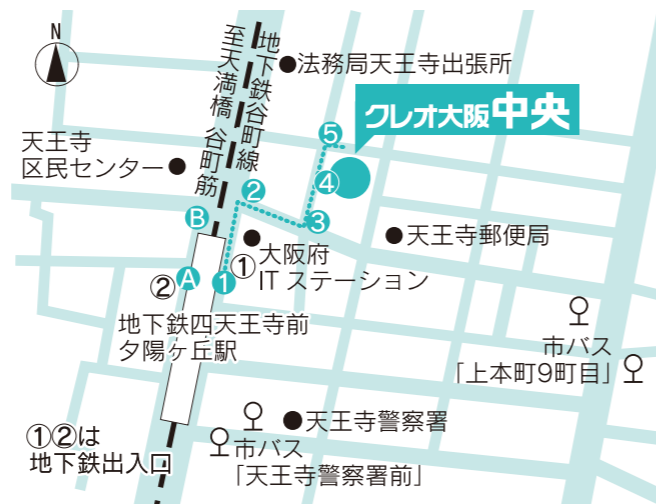 N
至天満橋 谷町筋
地下鉄谷町線
法務局天王寺出張所
クレオ大阪中央
天王寺
区民センター
⑤
④
②
③
B
大阪府
ITステーション
天王寺郵便局
①
②
A
1
地下鉄四天王寺前
夕陽ヶ丘駅
市バス
「上本町9町目」
天王寺警察署
市バス
「天王寺警察署前」
①②は
地下鉄出入口